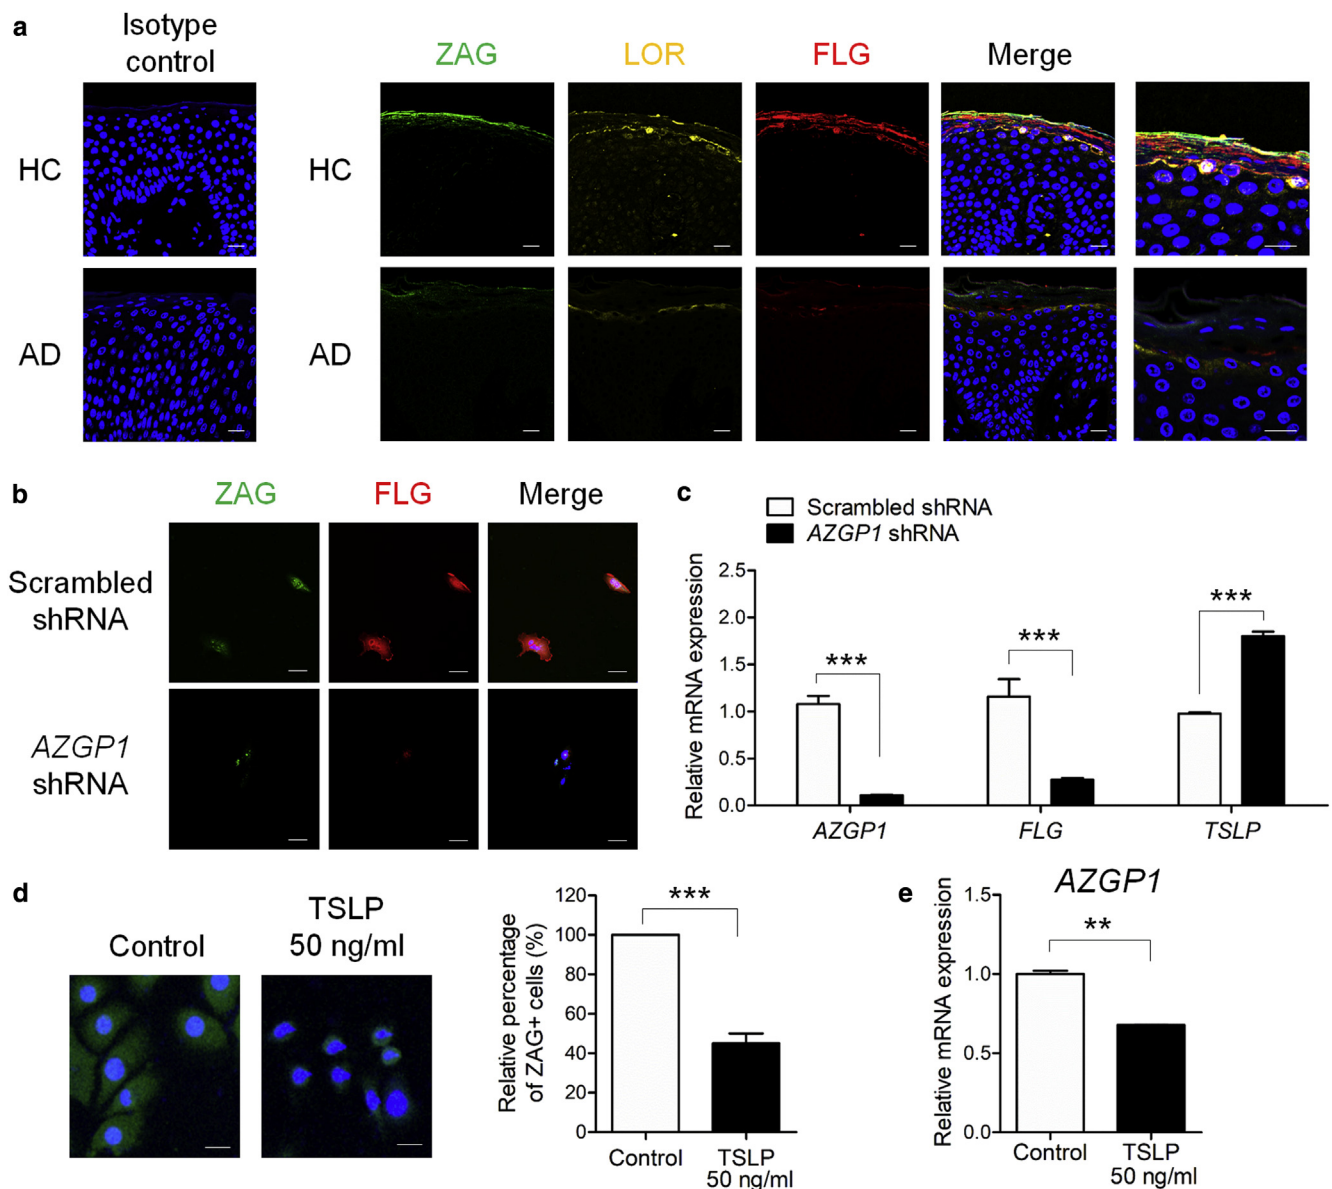 a
Isotype
control
ZAG
LOR
FLG
Merge
HC
HC
AD
AD
b
ZAG
FLG
Merge
Scrambled
shRNA
AZGP1
shRNA
c
Scrambled shRNA
AZGP1 shRNA
Relative mRNA expression
2.5
2.0
1.5
1.0
0.5
0.0
***
***
***
AZGP1
FLG
TSLP
d
Control
TSLP
50 ng/ml
Relative percentage
of ZAG+ cells (%)
120
100
80
60
40
20
0
***
Control
TSLP
50 ng/ml
e
AZGP1
Relative mRNA expression
1.5
1.0
0.5
0.0
**
Control
TSLP
50 ng/ml